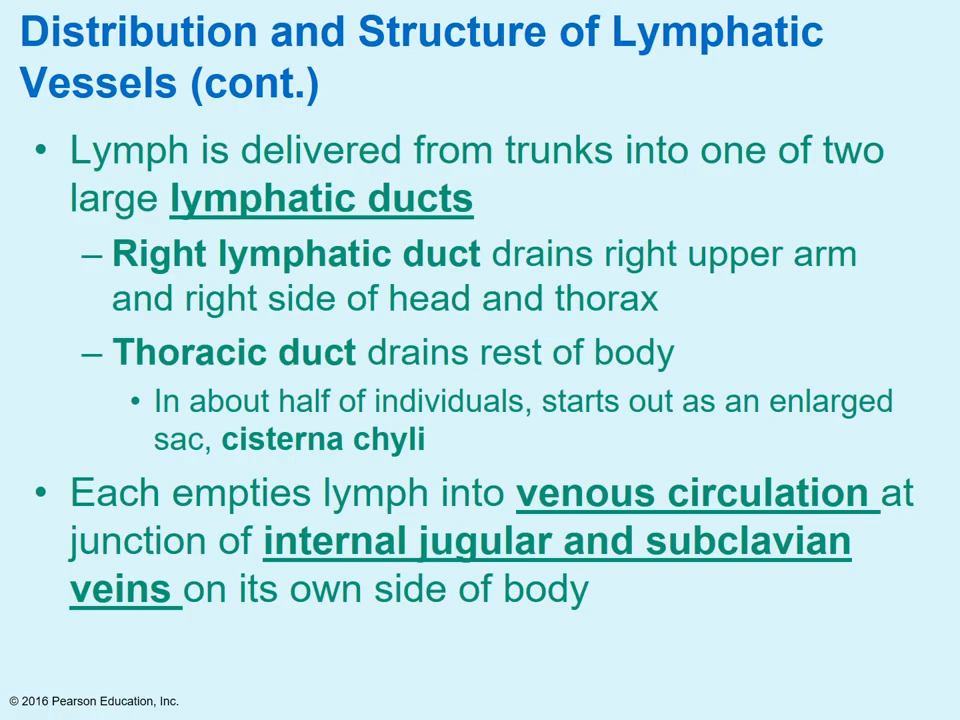 Distribution and Structure of Lymphatic
Vessels (cont.)
• Lymph is delivered from trunks into one of two
large lymphatic ducts
– Right lymphatic duct drains right upper arm
and right side of head and thorax
– Thoracic duct drains rest of body
• In about half of individuals, starts out as an enlarged
sac, cisterna chyli
• Each empties lymph into venous circulation at
junction of internal jugular and subclavian
veins on its own side of body
© 2016 Pearson Education, Inc.